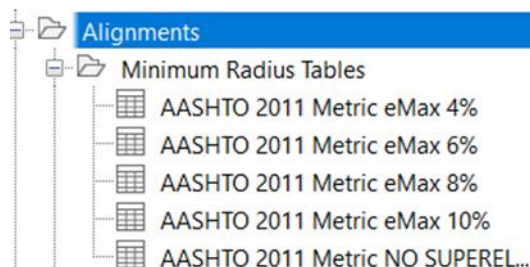 Alignments
Minimum Radius Tables
AASHTO 2011 Metric eMax 4%
AASHTO 2011 Metric eMax 6%
AASHTO 2011 Metric eMax 8%
AASHTO 2011 Metric eMax 10%
AASHTO 2011 Metric NO SUPEREL...